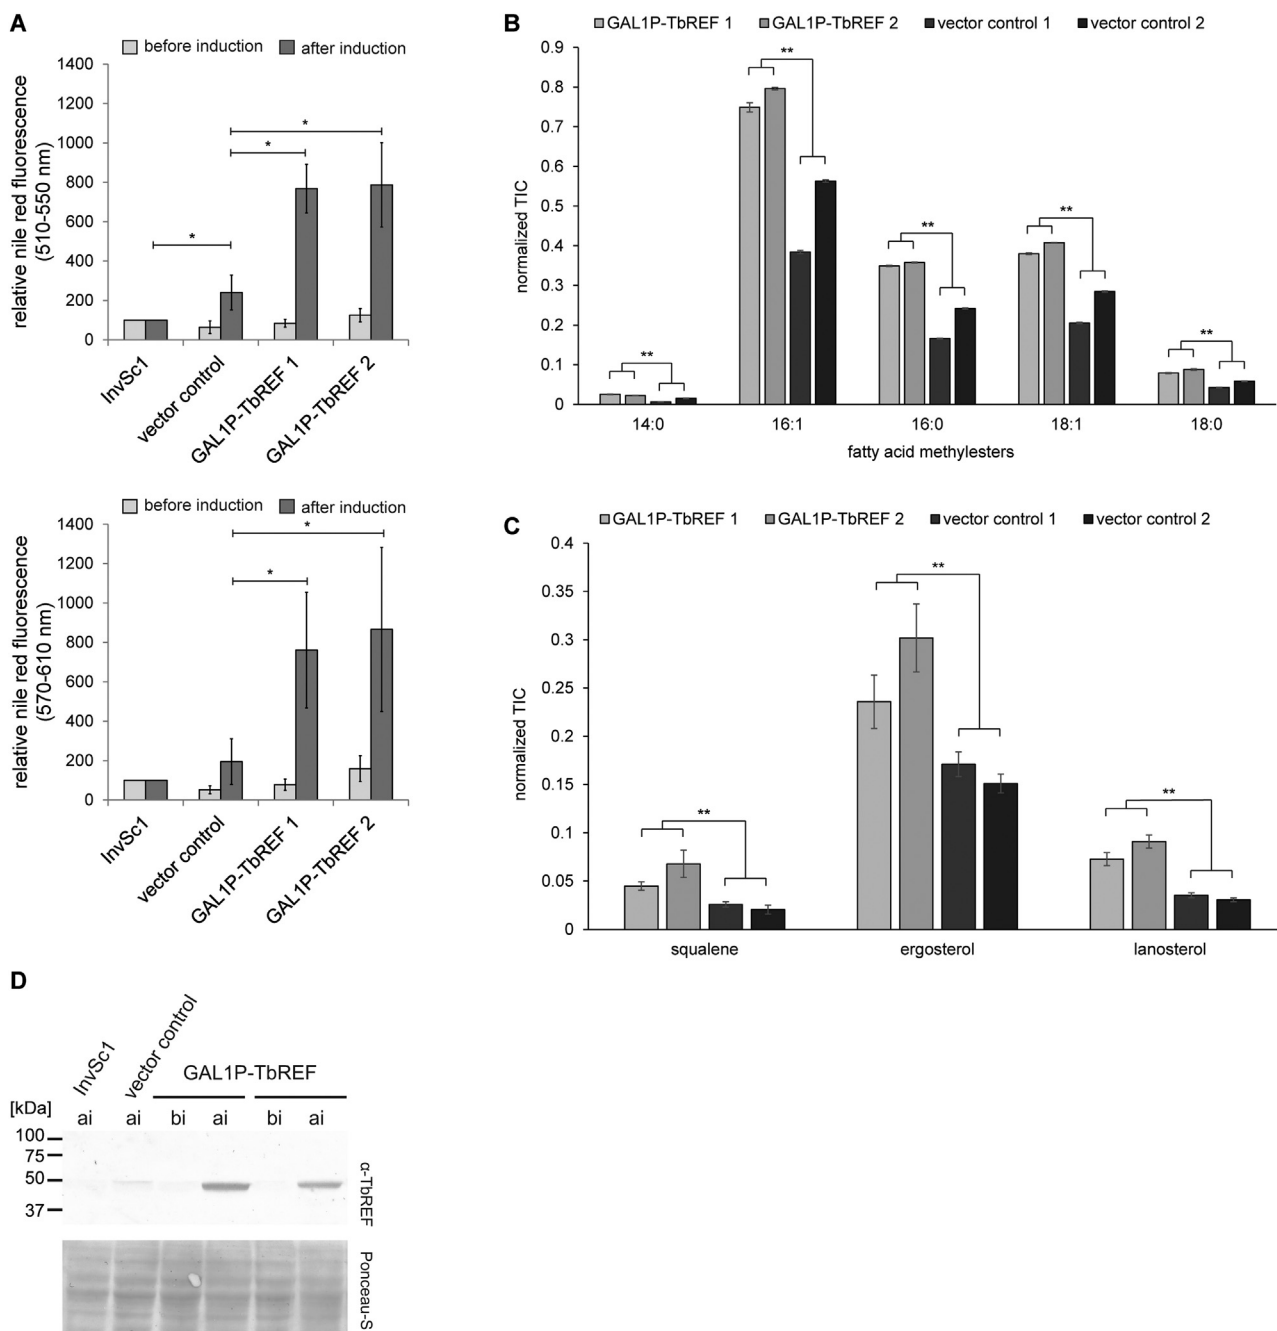 A
before induction after induction
relative nile red fluorescence
(510-550 nm)
1400
1200
1000
800
600
400
200
0
*
*
*
InvSc1
vector control
GAL1P-TbREF 1
GAL1P-TbREF 2
before induction after induction
relative nile red fluorescence
(570-610 nm)
1400
1200
1000
800
600
400
200
0
*
*
InvSc1
vector control
GAL1P-TbREF 1
GAL1P-TbREF 2
B
GAL1P-TbREF 1 GAL1P-TbREF 2 vector control 1 vector control 2
normalized TIC
0.9
0.8
0.7
0.6
0.5
0.4
0.3
0.2
0.1
0
**
**
**
**
**
14:0 16:1 16:0 18:1 18:0
fatty acid methylesters
C
GAL1P-TbREF 1 GAL1P-TbREF 2 vector control 1 vector control 2
normalized TIC
0.4
0.35
0.3
0.25
0.2
0.15
0.1
0.05
0
**
**
**
squalene ergosterol lanosterol
D
InvSc1
vector control
GAL1P-TbREF
[kDa]
ai ai bi ai bi ai
100
75
50
37
α-TbREF
Ponceau-S